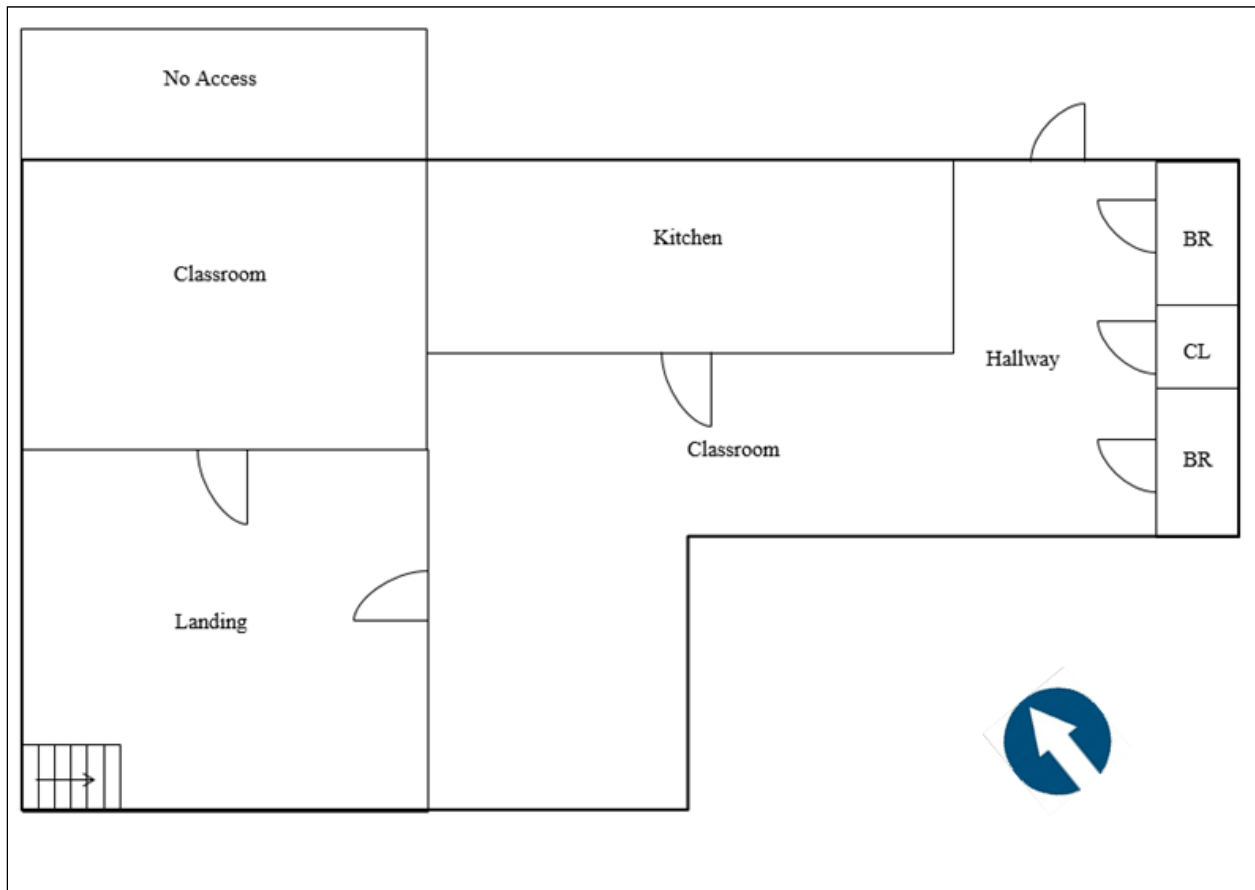 No Access
Kitchen
BR
Classroom
Hallway
CL
Classroom
BR
Landing